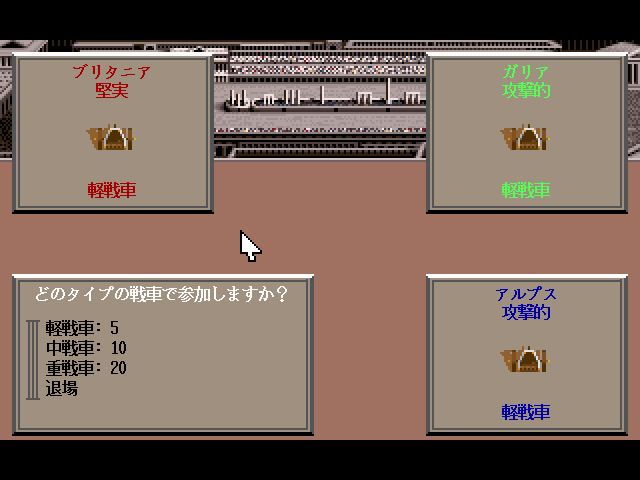 ブリタニア
堅実
軽戦車
ガリア
攻撃的
軽戦車
どのタイプの戦車で参加しますか?
軽戦車: 5
中戦車: 10
重戦車: 20
退場
アルプス
攻撃的
軽戦車